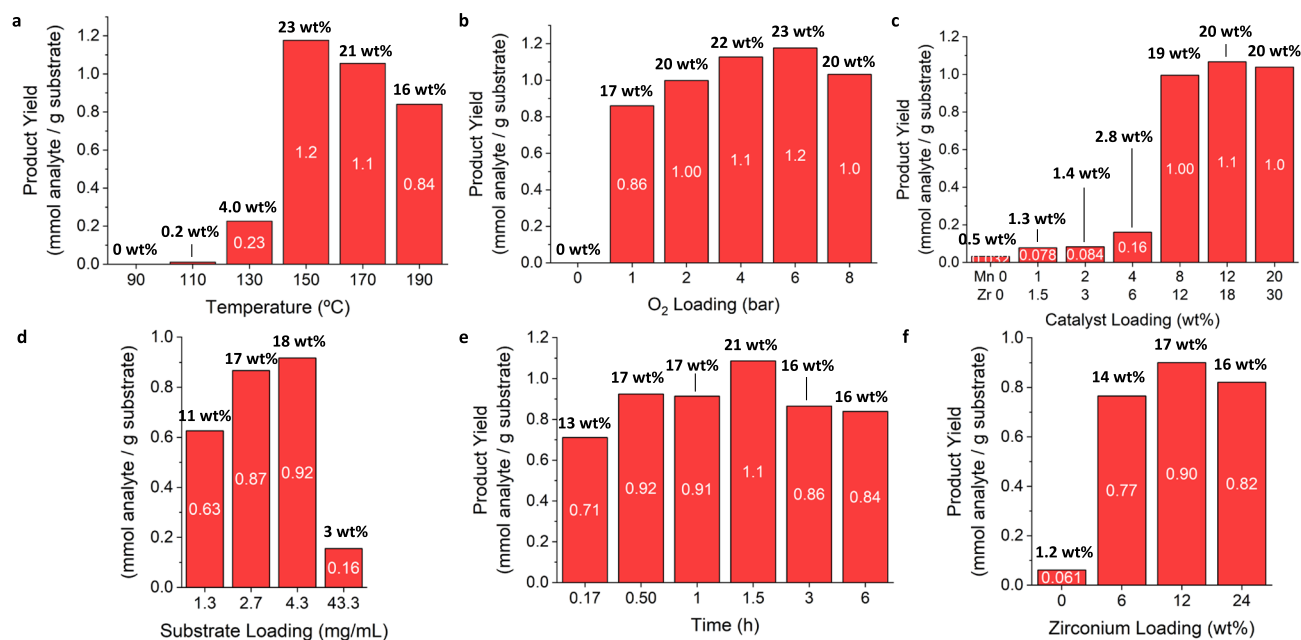 a
23 wt%
21 wt%
16 wt%
4.0 wt%
0.2 wt%
0 wt%
1.2
1.1
0.84
0.23
Product Yield
(mmol analyte / g substrate)
1.2
1.0
0.8
0.6
0.4
0.2
0.0
90 110 130 150 170 190
Temperature (ºC)
b
23 wt%
22 wt%
20 wt%
20 wt%
17 wt%
0 wt%
0.86
1.00
1.1
1.2
1.0
Product Yield
(mmol analyte / g substrate)
1.2
1.0
0.8
0.6
0.4
0.2
0.0
0 1 2 4 6 8
O₂ Loading (bar)
c
20 wt%
19 wt%
20 wt%
2.8 wt%
1.4 wt%
1.3 wt%
0.5 wt%
0.078
0.084
0.16
1.00
1.1
1.0
Product Yield
(mmol analyte / g substrate)
1.2
1.0
0.8
0.6
0.4
0.2
0.0
Mn 0 1 2 4 8 12 20
Zr 0 1.5 3 6 12 18 30
Catalyst Loading (wt%)
d
18 wt%
17 wt%
11 wt%
3 wt%
0.63
0.87
0.92
0.16
Product Yield
(mmol analyte / g substrate)
1.0
0.8
0.6
0.4
0.2
0.0
1.3 2.7 4.3 43.3
Substrate Loading (mg/mL)
e
21 wt%
17 wt%
17 wt%
16 wt%
16 wt%
13 wt%
0.71
0.92
0.91
1.1
0.86
0.84
Product Yield
(mmol analyte / g substrate)
1.2
1.0
0.8
0.6
0.4
0.2
0.0
0.17 0.50 1 1.5 3 6
Time (h)
f
17 wt%
14 wt%
16 wt%
1.2 wt%
0.061
0.77
0.90
0.82
Product Yield
(mmol analyte / g substrate)
1.0
0.8
0.6
0.4
0.2
0.0
0 6 12 24
Zirconium Loading (wt%)